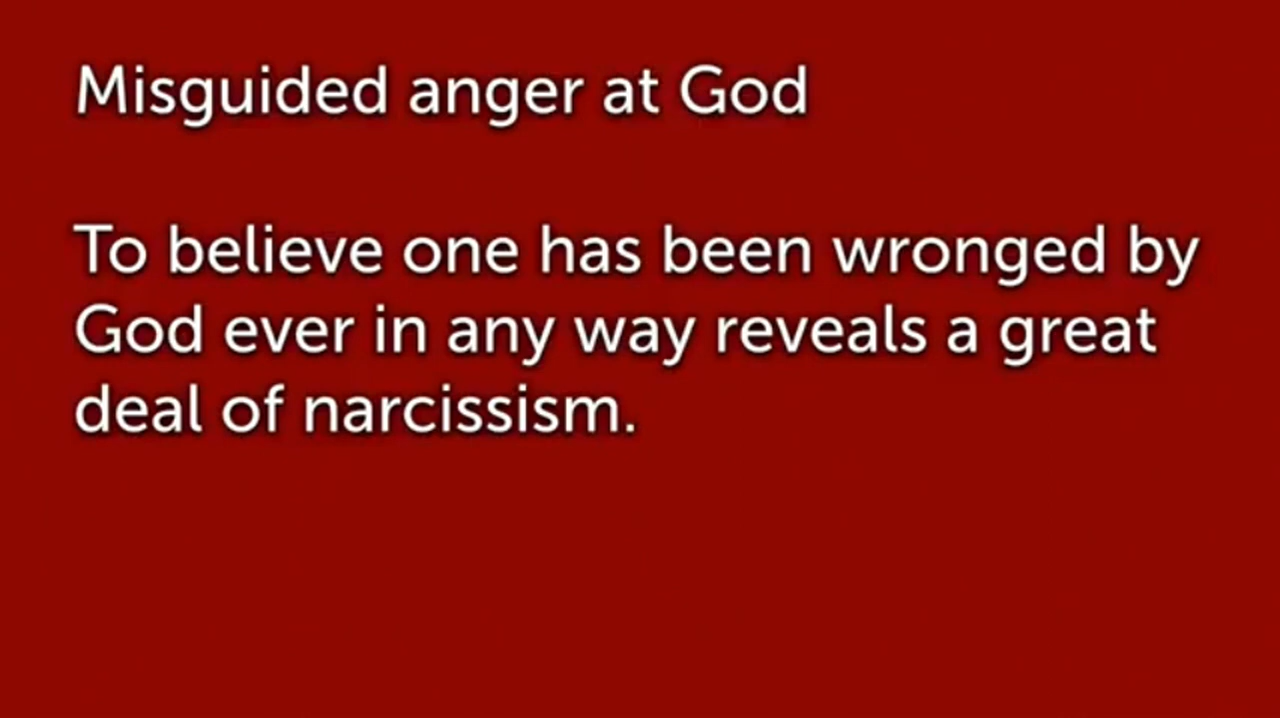 Misguided anger at God
To believe one has been wronged by
God ever in any way reveals a great
deal of narcissism.